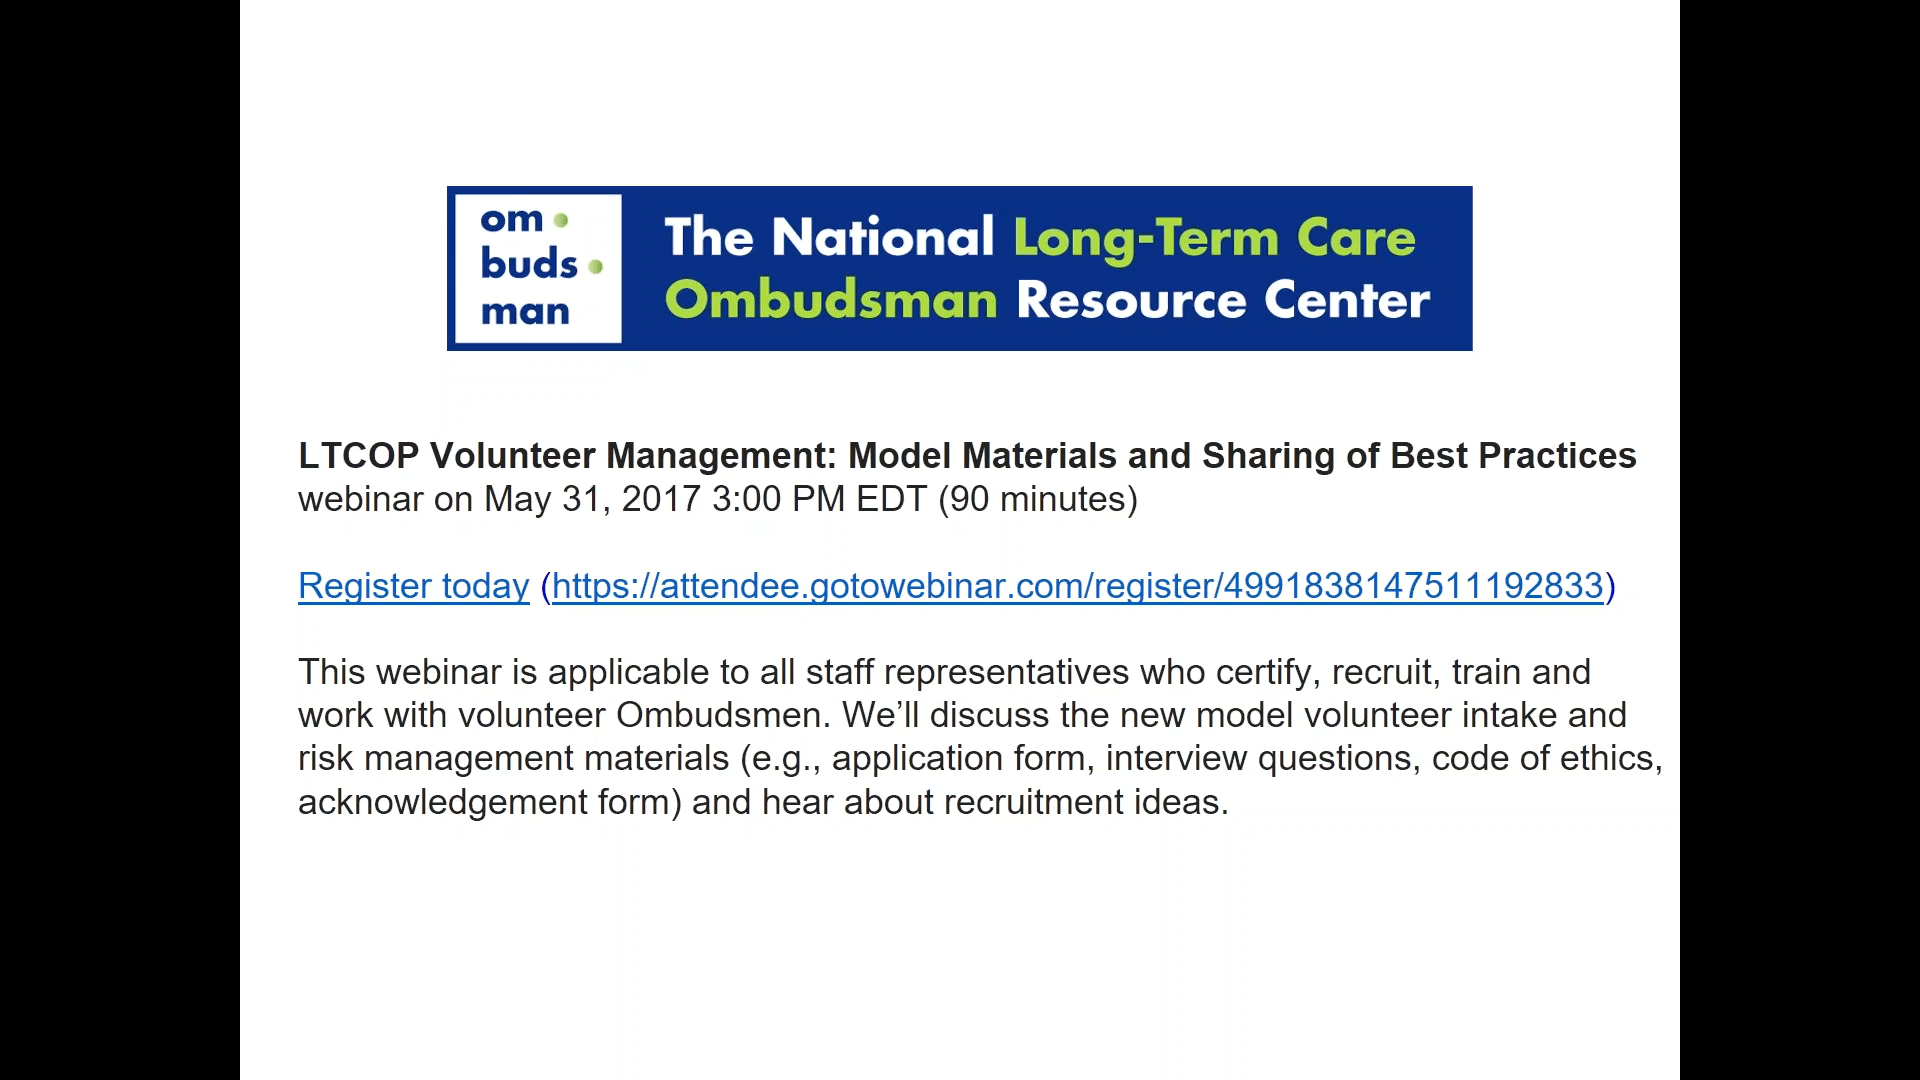 om •
buds •
man
The National Long-Term Care
Ombudsman Resource Center
LTCOP Volunteer Management: Model Materials and Sharing of Best Practices
webinar on May 31, 2017 3:00 PM EDT (90 minutes)
Register today (https://attendee.gotowebinar.com/register/4991838147511192833)
This webinar is applicable to all staff representatives who certify, recruit, train and
work with volunteer Ombudsmen. We’ll discuss the new model volunteer intake and
risk management materials (e.g., application form, interview questions, code of ethics,
acknowledgement form) and hear about recruitment ideas.